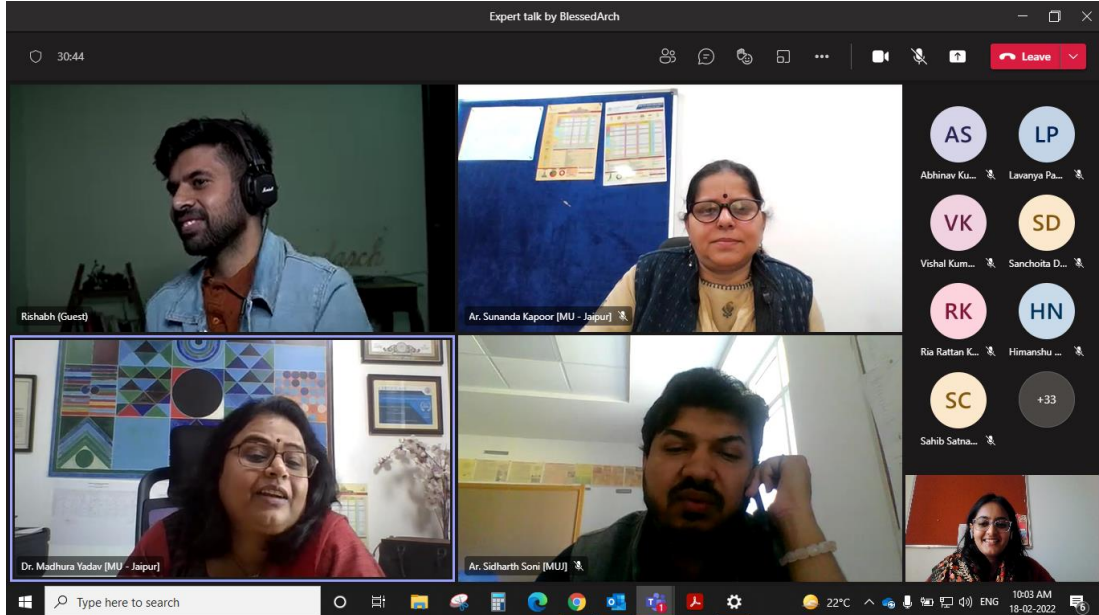 Expert talk by BlessedArch
30:44
Leave
Rishabh (Guest)
Ar. Sunanda Kapoor [MU - Jaipur]
Dr. Madhura Yadav [MU - Jaipur]
Ar. Sidharth Soni [MUJ]
AS
LP
Abhinav Ku...
Lavanya Pa...
VK
SD
Vishal Kum...
Sanchoita D...
RK
HN
Ria Rattan K...
Himanshu ...
SC
+33
Sahib Satna...
Type here to search
22°C
ENG
10:03 AM
18-02-2022
6